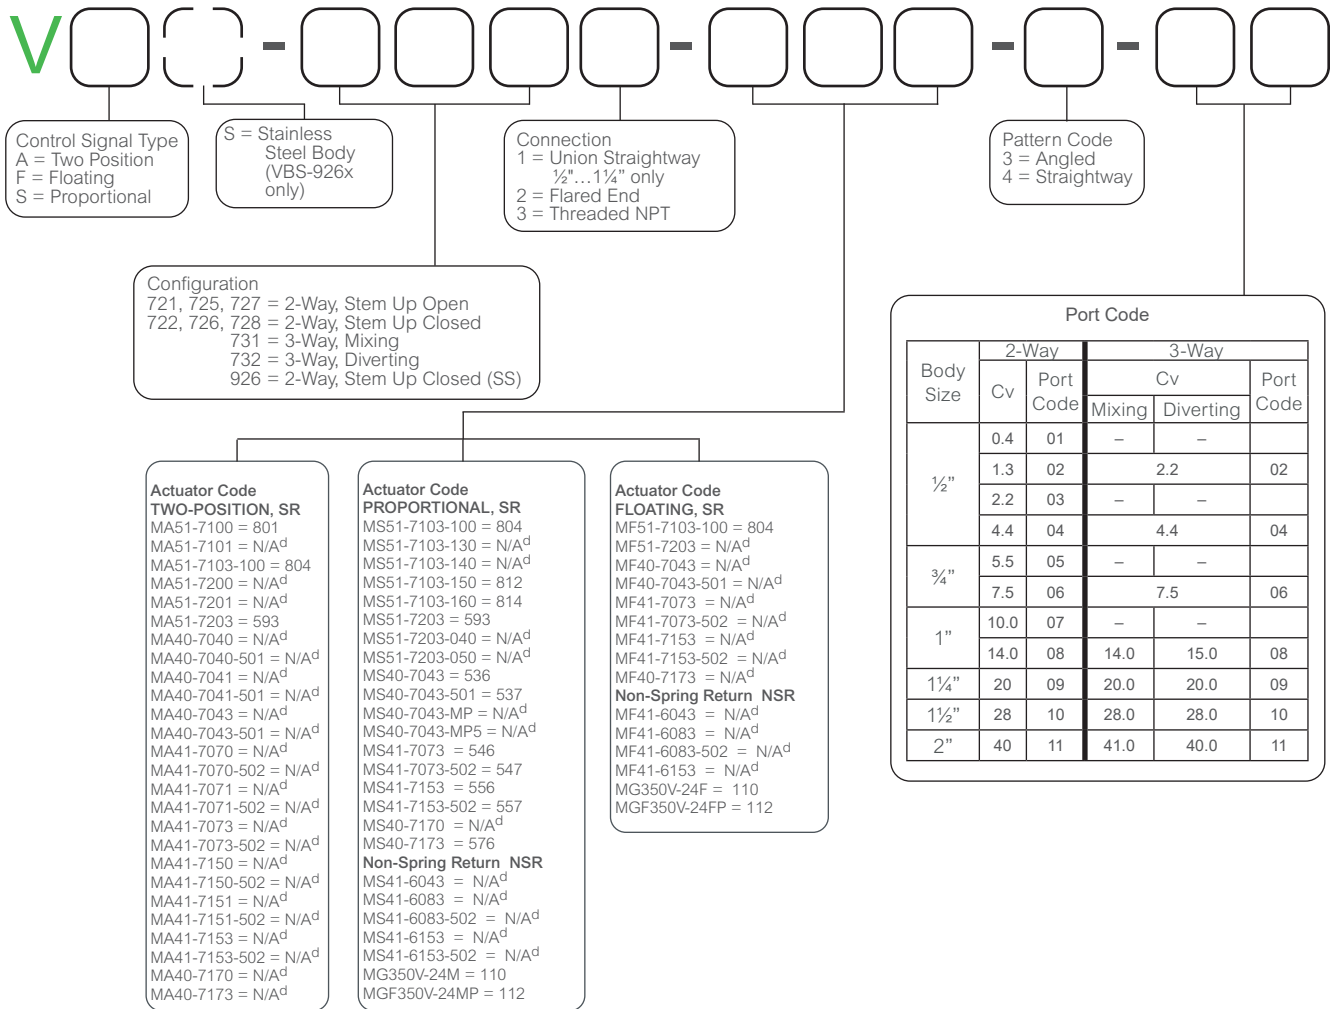 V - - - -
Control Signal Type
A = Two Position
F = Floating
S = Proportional
S = Stainless
Steel Body
(VBS-926x
only)
Connection
1 = Union Straightway
½"…1¼” only
2 = Flared End
3 = Threaded NPT
Pattern Code
3 = Angled
4 = Straightway
Configuration
721, 725, 727 = 2-Way, Stem Up Open
722, 726, 728 = 2-Way, Stem Up Closed
731 = 3-Way, Mixing
732 = 3-Way, Diverting
926 = 2-Way, Stem Up Closed (SS)
Port Code
2-Way 3-Way
Body Size Cv Port Code Cv Port Code
Mixing Diverting
½” 0.4 01 – –
1.3 02 2.2 02
2.2 03 – –
4.4 04 4.4 04
¾” 5.5 05 – –
7.5 06 7.5 06
1” 10.0 07 – –
14.0 08 14.0 15.0 08
1¼” 20 09 20.0 20.0 09
1½” 28 10 28.0 28.0 10
2” 40 11 41.0 40.0 11
Actuator Code
TWO-POSITION, SR
MA51-7100 = 801
MA51-7101 = N/Ad
MA51-7103-100 = 804
MA51-7200 = N/Ad
MA51-7201 = N/Ad
MA51-7203 = 593
MA40-7040 = N/Ad
MA40-7040-501 = N/Ad
MA40-7041 = N/Ad
MA40-7041-501 = N/Ad
MA40-7043 = N/Ad
MA40-7043-501 = N/Ad
MA41-7070 = N/Ad
MA41-7070-502 = N/Ad
MA41-7071 = N/Ad
MA41-7071-502 = N/Ad
MA41-7073 = N/Ad
MA41-7073-502 = N/Ad
MA41-7150 = N/Ad
MA41-7150-502 = N/Ad
MA41-7151 = N/Ad
MA41-7151-502 = N/Ad
MA41-7153 = N/Ad
MA41-7153-502 = N/Ad
MA40-7170 = N/Ad
MA40-7173 = N/Ad
Actuator Code
PROPORTIONAL, SR
MS51-7103-100 = 804
MS51-7103-130 = N/Ad
MS51-7103-140 = N/Ad
MS51-7103-150 = 812
MS51-7103-160 = 814
MS51-7203 = 593
MS51-7203-040 = N/Ad
MS51-7203-050 = N/Ad
MS40-7043 = 536
MS40-7043-501 = 537
MS40-7043-MP = N/Ad
MS40-7043-MP5 = N/Ad
MS41-7073 = 546
MS41-7073-502 = 547
MS41-7153 = 556
MS41-7153-502 = 557
MS40-7170 = N/Ad
MS40-7173 = 576
Non-Spring Return NSR
MS41-6043 = N/Ad
MS41-6083 = N/Ad
MS41-6083-502 = N/Ad
MS41-6153 = N/Ad
MS41-6153-502 = N/Ad
MG350V-24M = 110
MGF350V-24MP = 112
Actuator Code
FLOATING, SR
MF51-7103-100 = 804
MF51-7203 = N/Ad
MF40-7043 = N/Ad
MF40-7043-501 = N/Ad
MF41-7073 = N/Ad
MF41-7073-502 = N/Ad
MF41-7153 = N/Ad
MF41-7153-502 = N/Ad
MF40-7173 = N/Ad
Non-Spring Return NSR
MF41-6043 = N/Ad
MF41-6083 = N/Ad
MF41-6083-502 = N/Ad
MF41-6153 = N/Ad
MG350V-24F = 110
MGF350V-24FP = 112